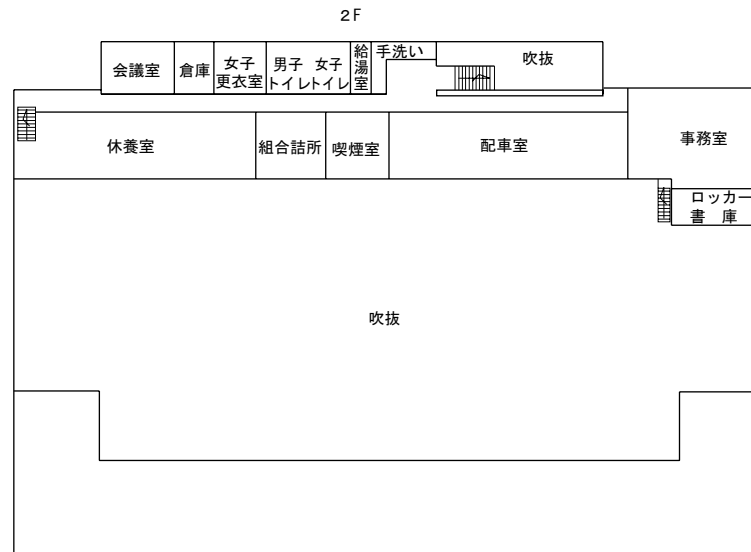 2F
会議室
倉庫
女子
更衣室
男子
トイレ
女子
トイレ
給
湯
室
手洗い
吹抜
休養室
組合詰所
喫煙室
配車室
事務室
ロッカー
書 庫
吹抜